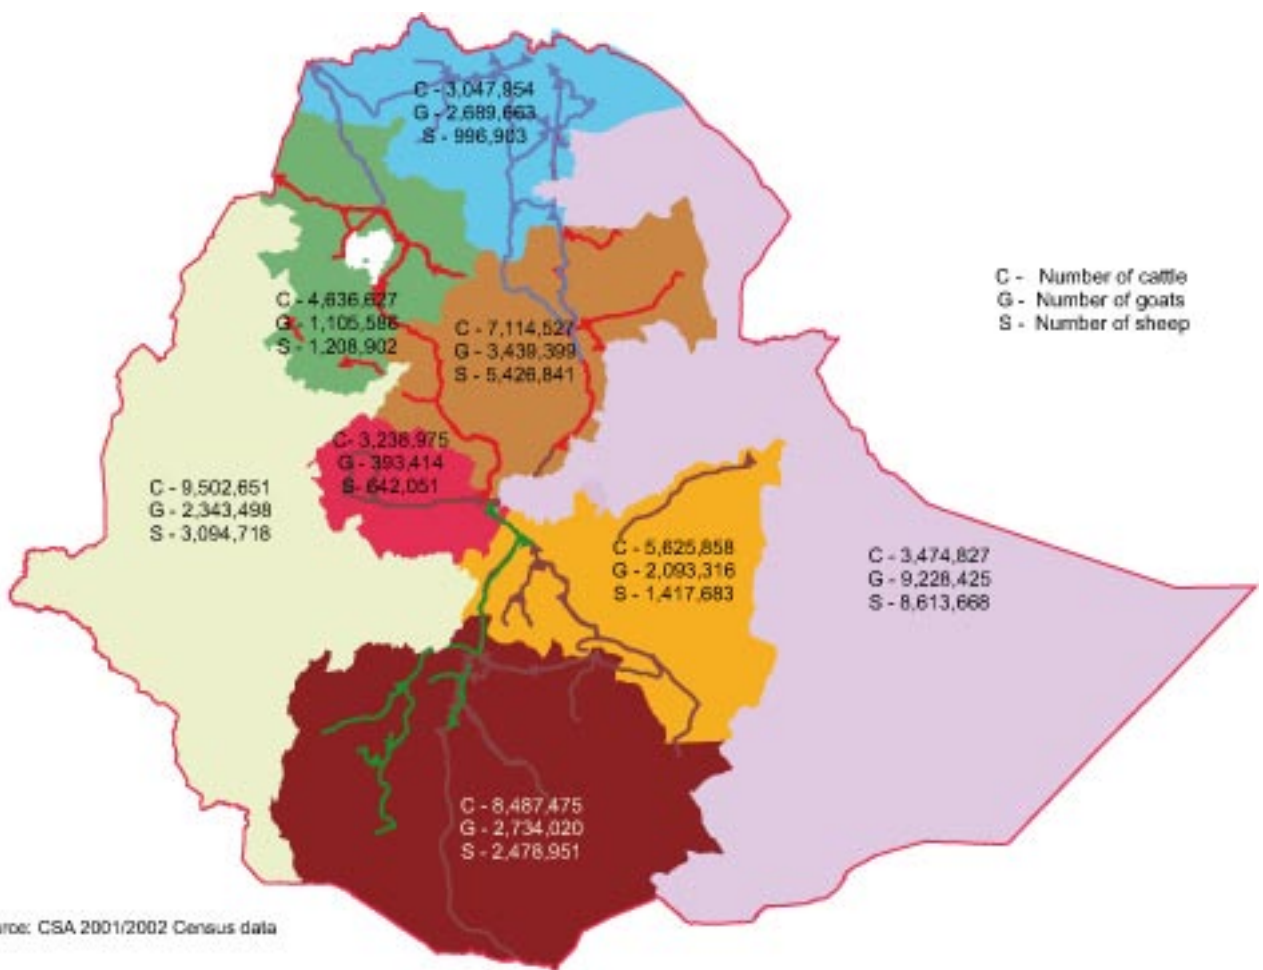 C - 3,047,954
G - 2,689,663
S - 996,903
C - Number of cattle
G - Number of goats
S - Number of sheep
C - 4,636,627
G - 1,105,586
S - 1,208,902
C - 7,114,527
G - 3,439,399
S - 5,426,841
C- 3,238,975
G - 393,414
S- 642,051
C - 9,502,651
G - 2,343,498
S - 3,094,718
C - 5,625,858
G - 2,093,316
S - 1,417,683
C - 3,474,827
G - 9,228,425
S - 8,613,668
C - 8,487,475
G - 2,734,020
S - 2,478,951
rce: CSA 2001/2002 Census data